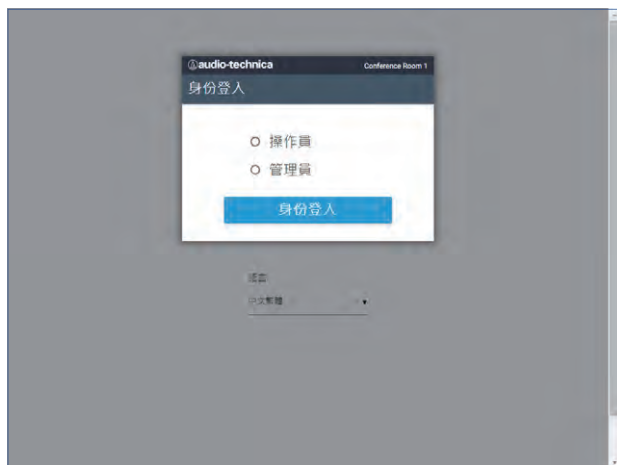 audio-technica Conference Room 1
身份登入
操作員
管理員
身份登入
語言
中文繁體